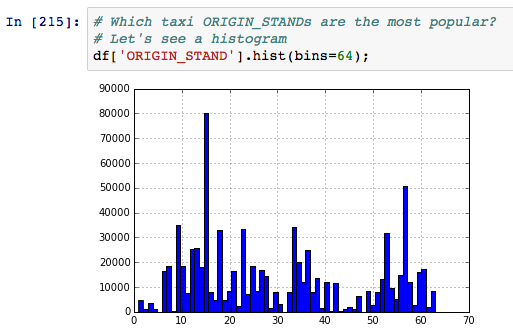 In [215]: # Which taxi ORIGIN_STANDs are the most popular?
# Let's see a histogram
df['ORIGIN_STAND'].hist(bins=64);
90000
80000
70000
60000
50000
40000
30000
20000
10000
0
0 10 20 30 40 50 60 70